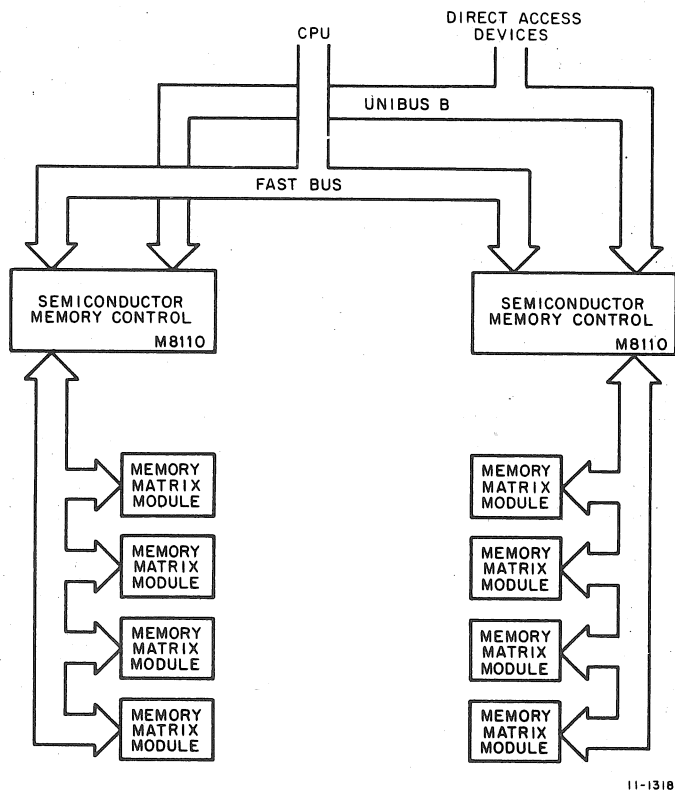 DIRECT ACCESS
DEVICES
CPU
UNIBUS B
FAST BUS
SEMICONDUCTOR
MEMORY CONTROL
M8110
SEMICONDUCTOR
MEMORY CONTROL
M8110
MEMORY
MATRIX
MODULE
MEMORY
MATRIX
MODULE
MEMORY
MATRIX
MODULE
MEMORY
MATRIX
MODULE
MEMORY
MATRIX
MODULE
MEMORY
MATRIX
MODULE
MEMORY
MATRIX
MODULE
MEMORY
MATRIX
MODULE
11-1318